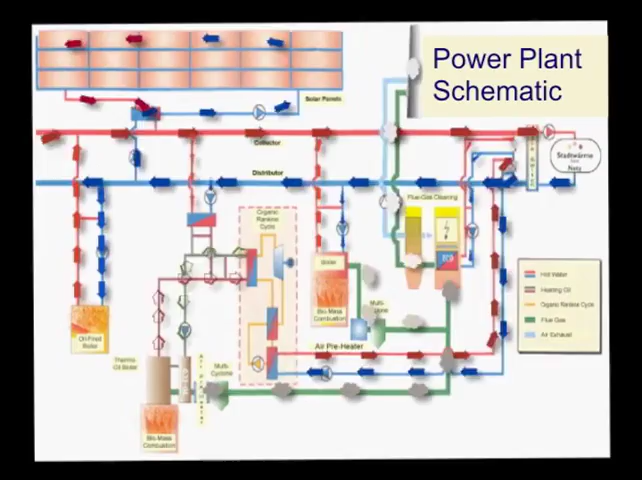 Power Plant
Schematic
Solar Panels
Collector
Distributor
Stadtwärme
Flue-Gas Cleaning
Organic
Rankine
Cycle
Boiler
Bio-Mass
Combustion
Multi-
Air Pre-Heater
Oil-Fired
Boiler
Thermo
Oil Boiler
Multi-
Cyclone
Bio-Mass
Combustion
Hot Water
Heating Oil
Organic Rankine Cycle
Flue Gas
Air Exhaust